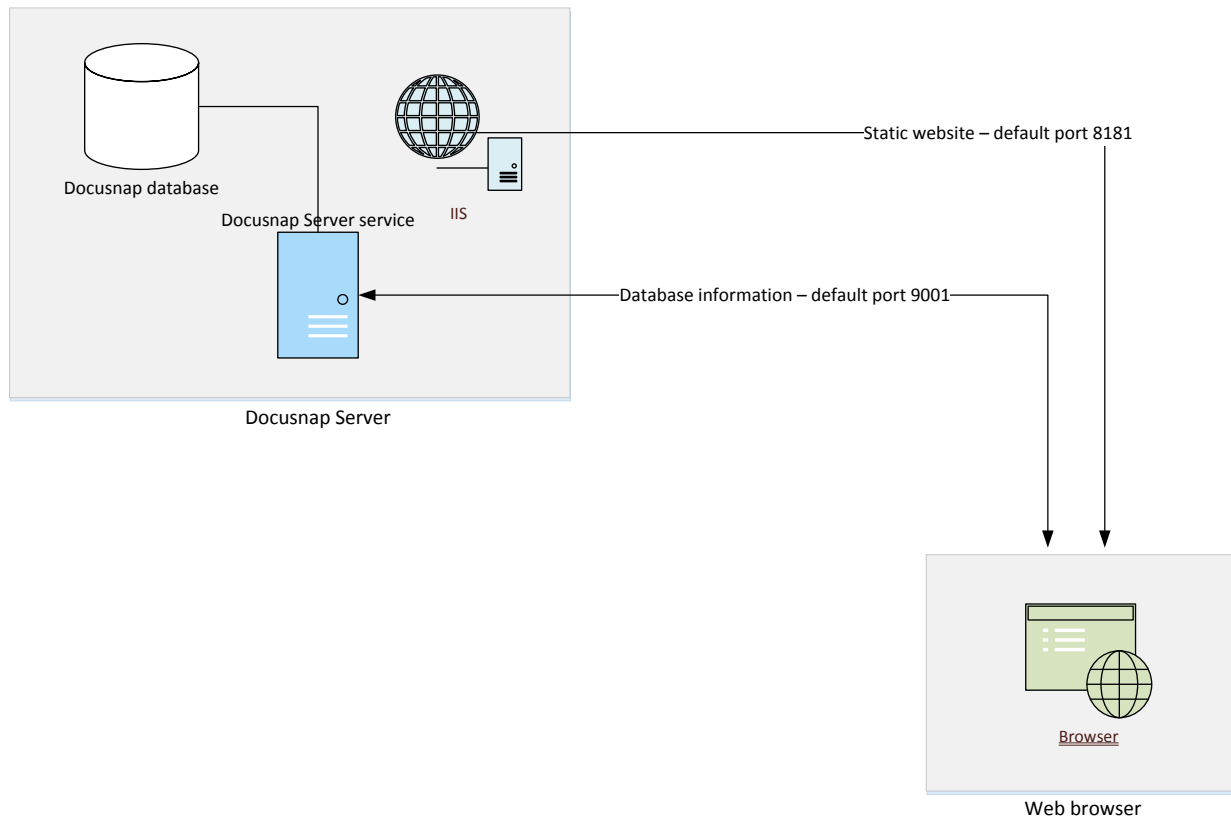 Static website – default port 8181
Docusnap database
IIS
Docusnap Server service
Database information – default port 9001
Docusnap Server
Browser
Web browser